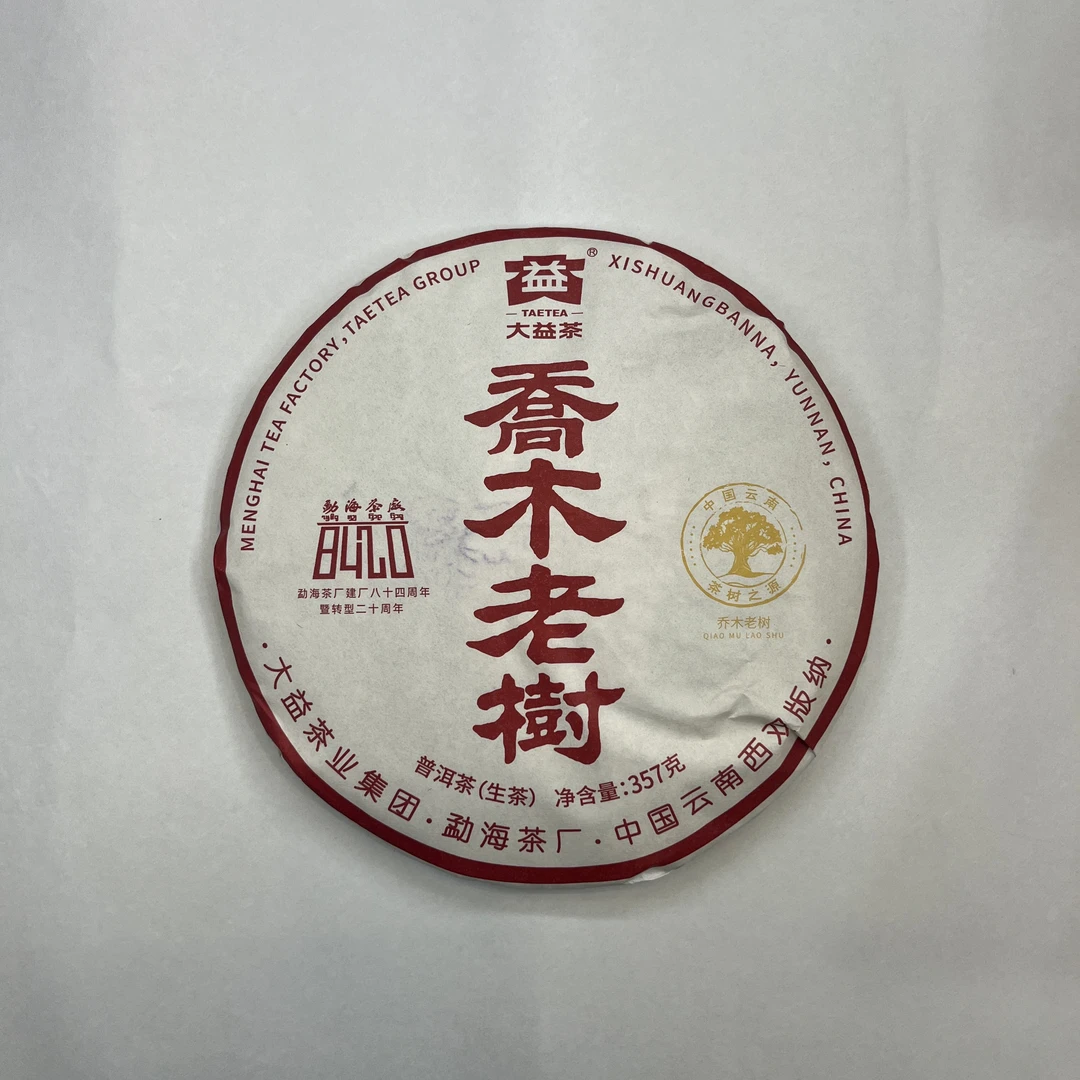 MENGHAI TEA FACTORY, TAETEA GROUP
益®
XISHUANGBANNA, YUNNAN, CHINA
TAETEA
大益茶
喬木老樹
勐海茶厰
8420
勐海茶厂建厂八十四周年
暨转型二十周年
中国云南
茶树之源
乔木老树
QIAO MU LAO SHU
普洱茶(生茶) 净含量:357克
·大益茶业集团·勐海茶厂·中国云南西双版纳·